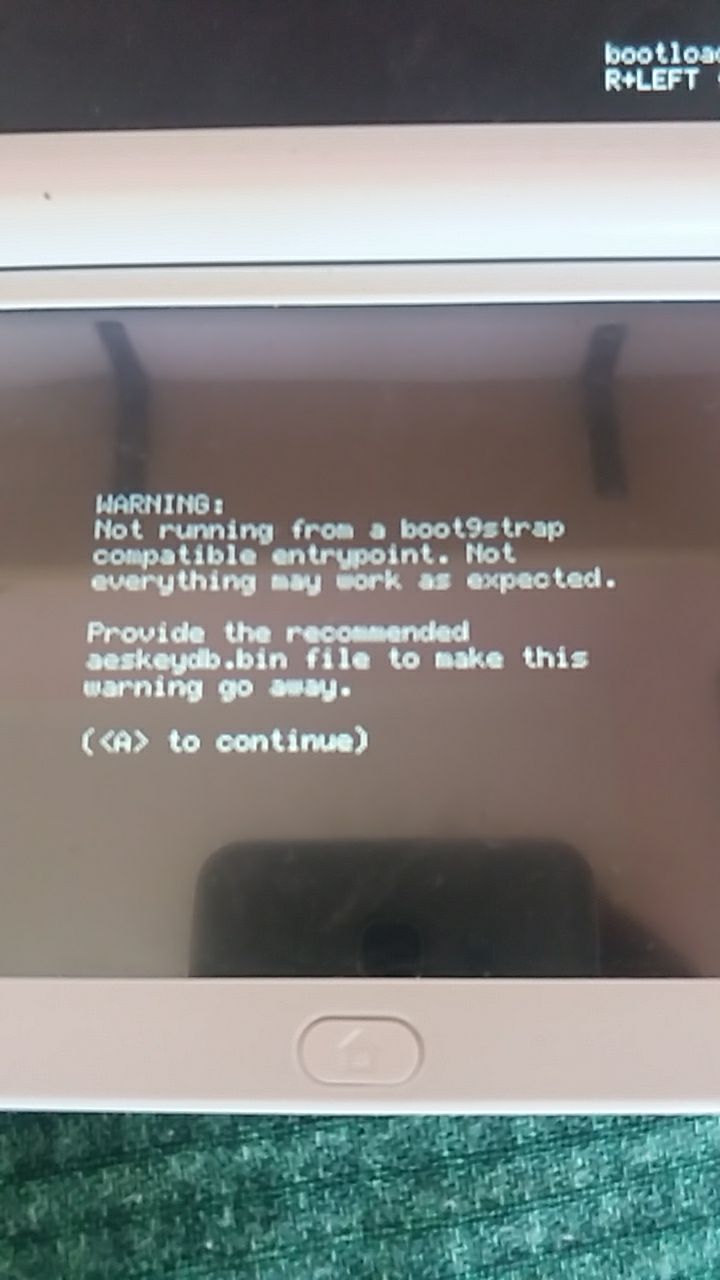 bootloa
R+LEFT
WARNING:
Not running from a boot9strap
compatible entrypoint. Not
everything may work as expected.
Provide the recommended
aeskeydb.bin file to make this
warning go away.
(<A> to continue)